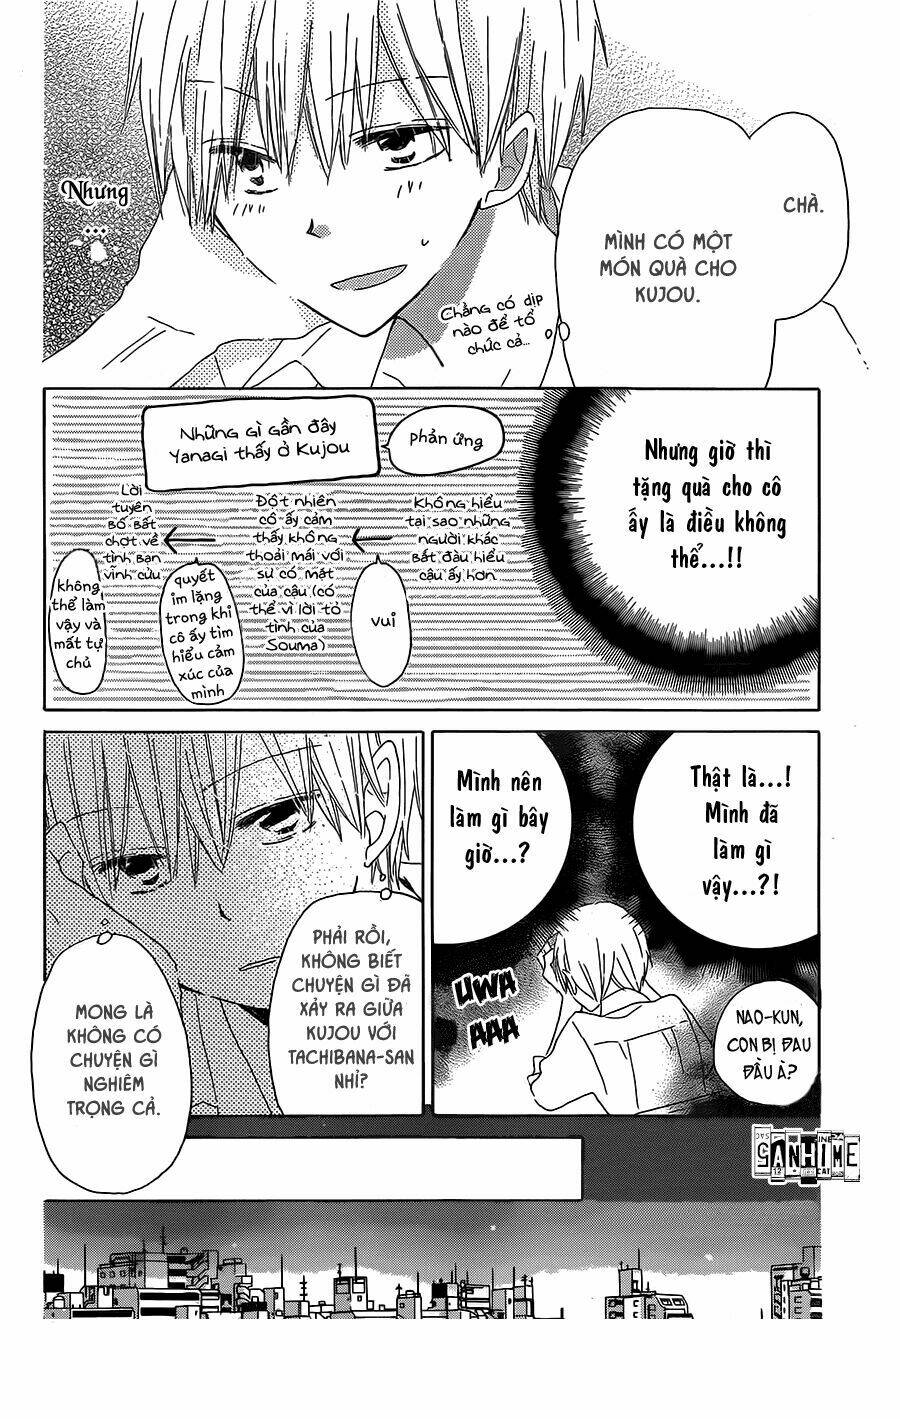 CHÀ.
MÌNH CÓ MỘT
MÓN QUÀ CHO
KUJOU.
Chẳng có dịp
nào để tổ
chức cả...
Nhưng
...
Nhưng giờ thì
tặng quà cho cô
ấy là điều không
thể...!!
Những gì gần đây
Yanagi thấy ở Kujou
phản ứng
Không hiểu
tại sao những
người khác
bắt đầu hiểu
cậu ấy hơn
vui
Đột nhiên
cô ấy cảm
thấy không
thoải mái với
sự có mặt
của cậu (có
thể vì lời tỏ
tình của
Souma)
quyết
im lặng
trong khi
cô ấy tìm
hiểu cảm
xúc của
mình
Lời
tuyên
bố bất
chợt về
tình bạn
vĩnh cửu
không
thể làm
vậy và
mất tự
chủ
Thật là...!
Mình đã
làm gì
vậy...?!
Mình nên
làm gì bây
giờ...?
NAO-KUN,
CON BỊ ĐAU
ĐẦU À?
UWA
AAA
PHẢI RỒI,
KHÔNG BIẾT
CHUYỆN GÌ ĐÃ
XẢY RA GIỮA
KUJOU VỚI
TACHIBANA-SAN
NHỈ?
MONG LÀ
KHÔNG CÓ
CHUYỆN GÌ
NGHIÊM
TRỌNG CẢ.
SANHIME